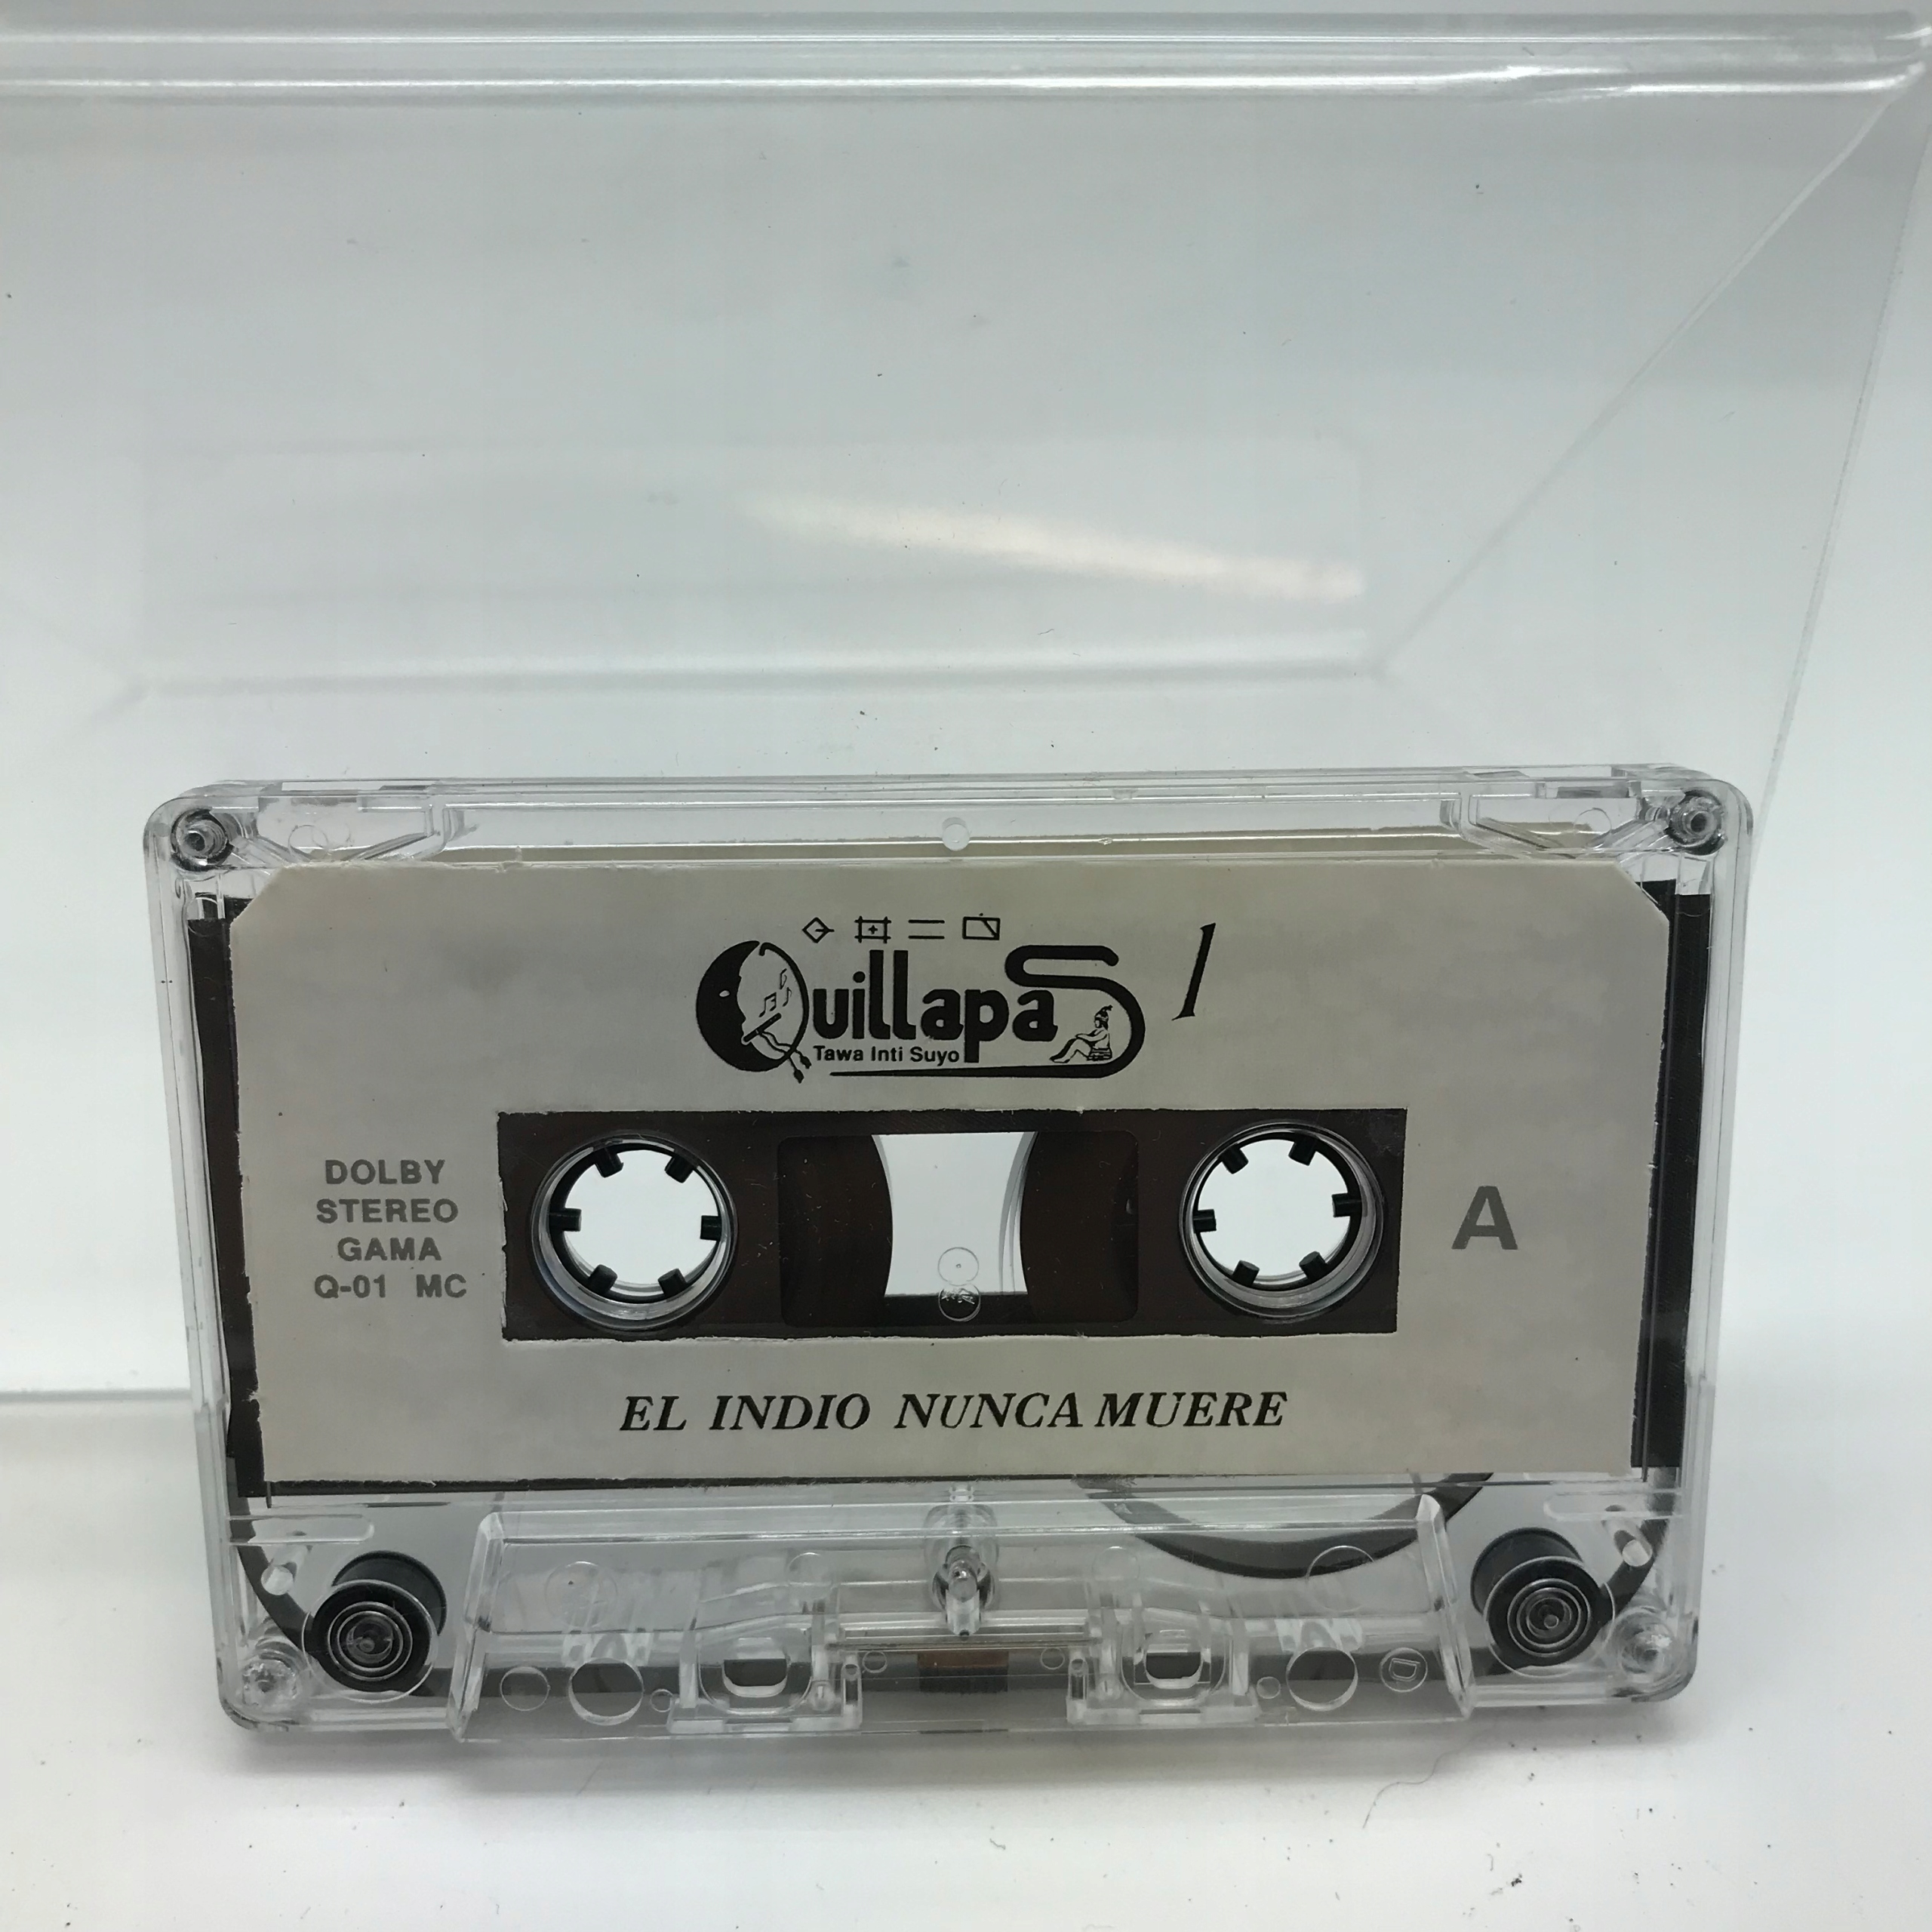 Quillapas 1
Tawa Inti Suyo
DOLBY
STEREO
GAMA
Q-01 MC
A
EL INDIO NUNCA MUERE